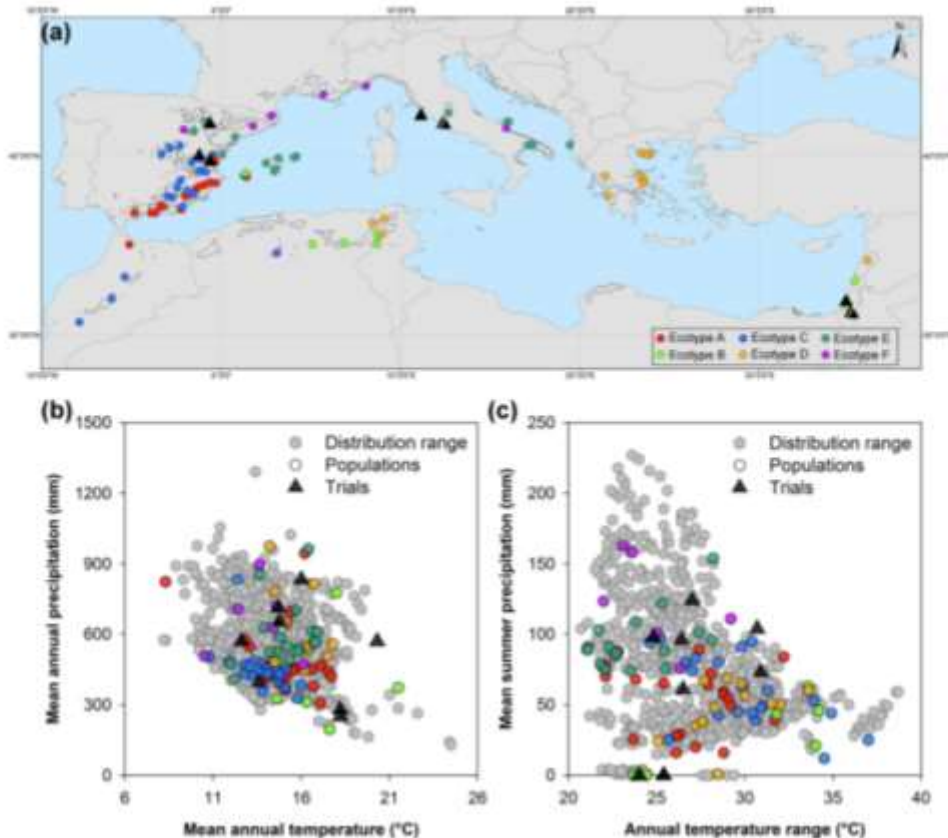 (a)
N
Ecotype A Ecotype C Ecotype E
Ecotype B Ecotype D Ecotype F
(b)
1500
1200
900
600
300
0
Distribution range
Populations
Trials
Mean annual precipitation (mm)
6 11 16 21 26
Mean annual temperature (°C)
(c)
250
200
150
100
50
0
Distribution range
Populations
Trials
Mean summer precipitation (mm)
20 25 30 35 40
Annual temperature range (°C)